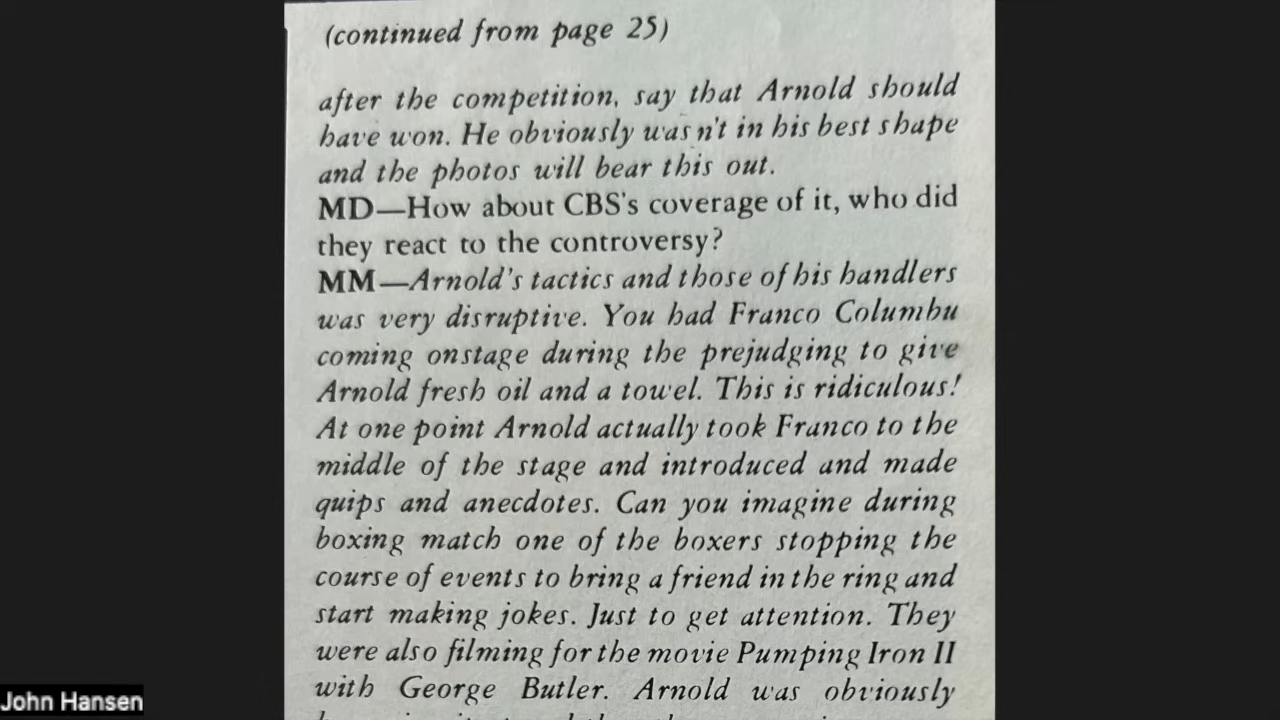 (continued from page 25)
after the competition, say that Arnold should
have won. He obviously wasn't in his best shape
and the photos will bear this out.
MD—How about CBS's coverage of it, who did
they react to the controversy?
MM—Arnold's tactics and those of his handlers
was very disruptive. You had Franco Columbu
coming onstage during the prejudging to give
Arnold fresh oil and a towel. This is ridiculous!
At one point Arnold actually took Franco to the
middle of the stage and introduced and made
quips and anecdotes. Can you imagine during
boxing match one of the boxers stopping the
course of events to bring a friend in the ring and
start making jokes. Just to get attention. They
were also filming for the movie Pumping Iron II
with George Butler. Arnold was obviously
John Hansen